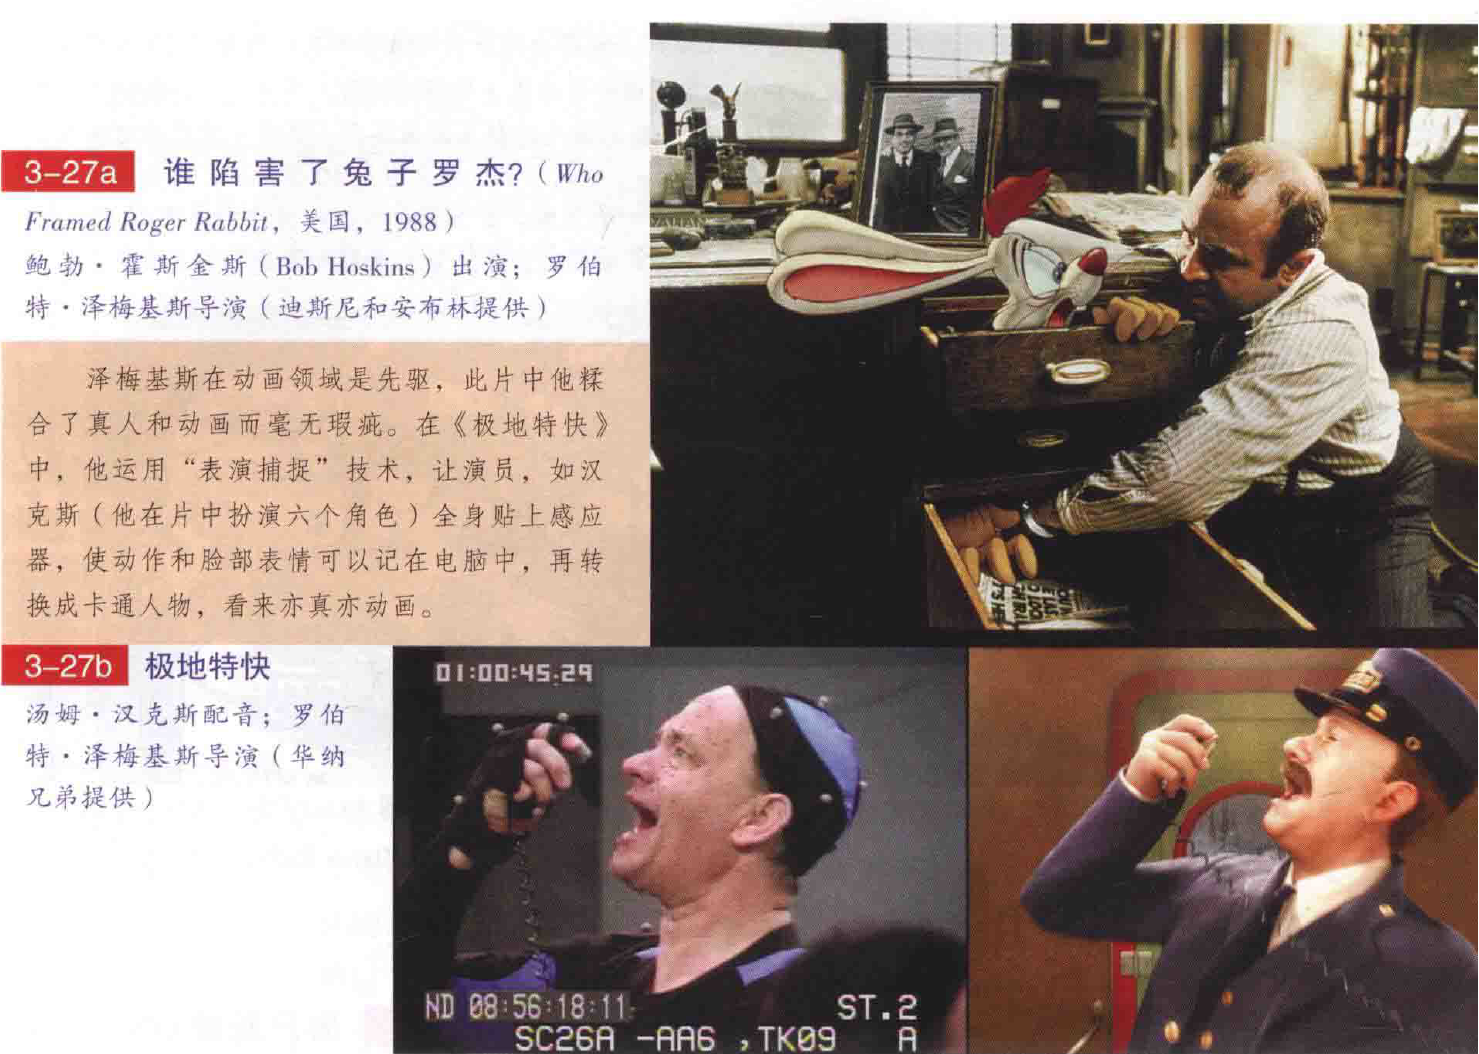 3-27a 谁陷害了兔子罗杰?(Who
Framed Roger Rabbit, 美国, 1988)
鲍勃·霍斯金斯(Bob Hoskins)出演;罗伯
特·泽梅基斯导演(迪斯尼和安布林提供)
泽梅基斯在动画领域是先驱,此片中他糅
合了真人和动画而毫无瑕疵。在《极地特快》
中,他运用“表演捕捉”技术,让演员,如汉
克斯(他在片中扮演六个角色)全身贴上感应
器,使动作和脸部表情可以记在电脑中,再转
换成卡通人物,看来亦真亦动画。
3-27b 极地特快
汤姆·汉克斯配音;罗伯
特·泽梅基斯导演(华纳
兄弟提供)
01:00:45.29
ND 08:56:18:11 ST.2
SC26A -AA6 ,TK09 A